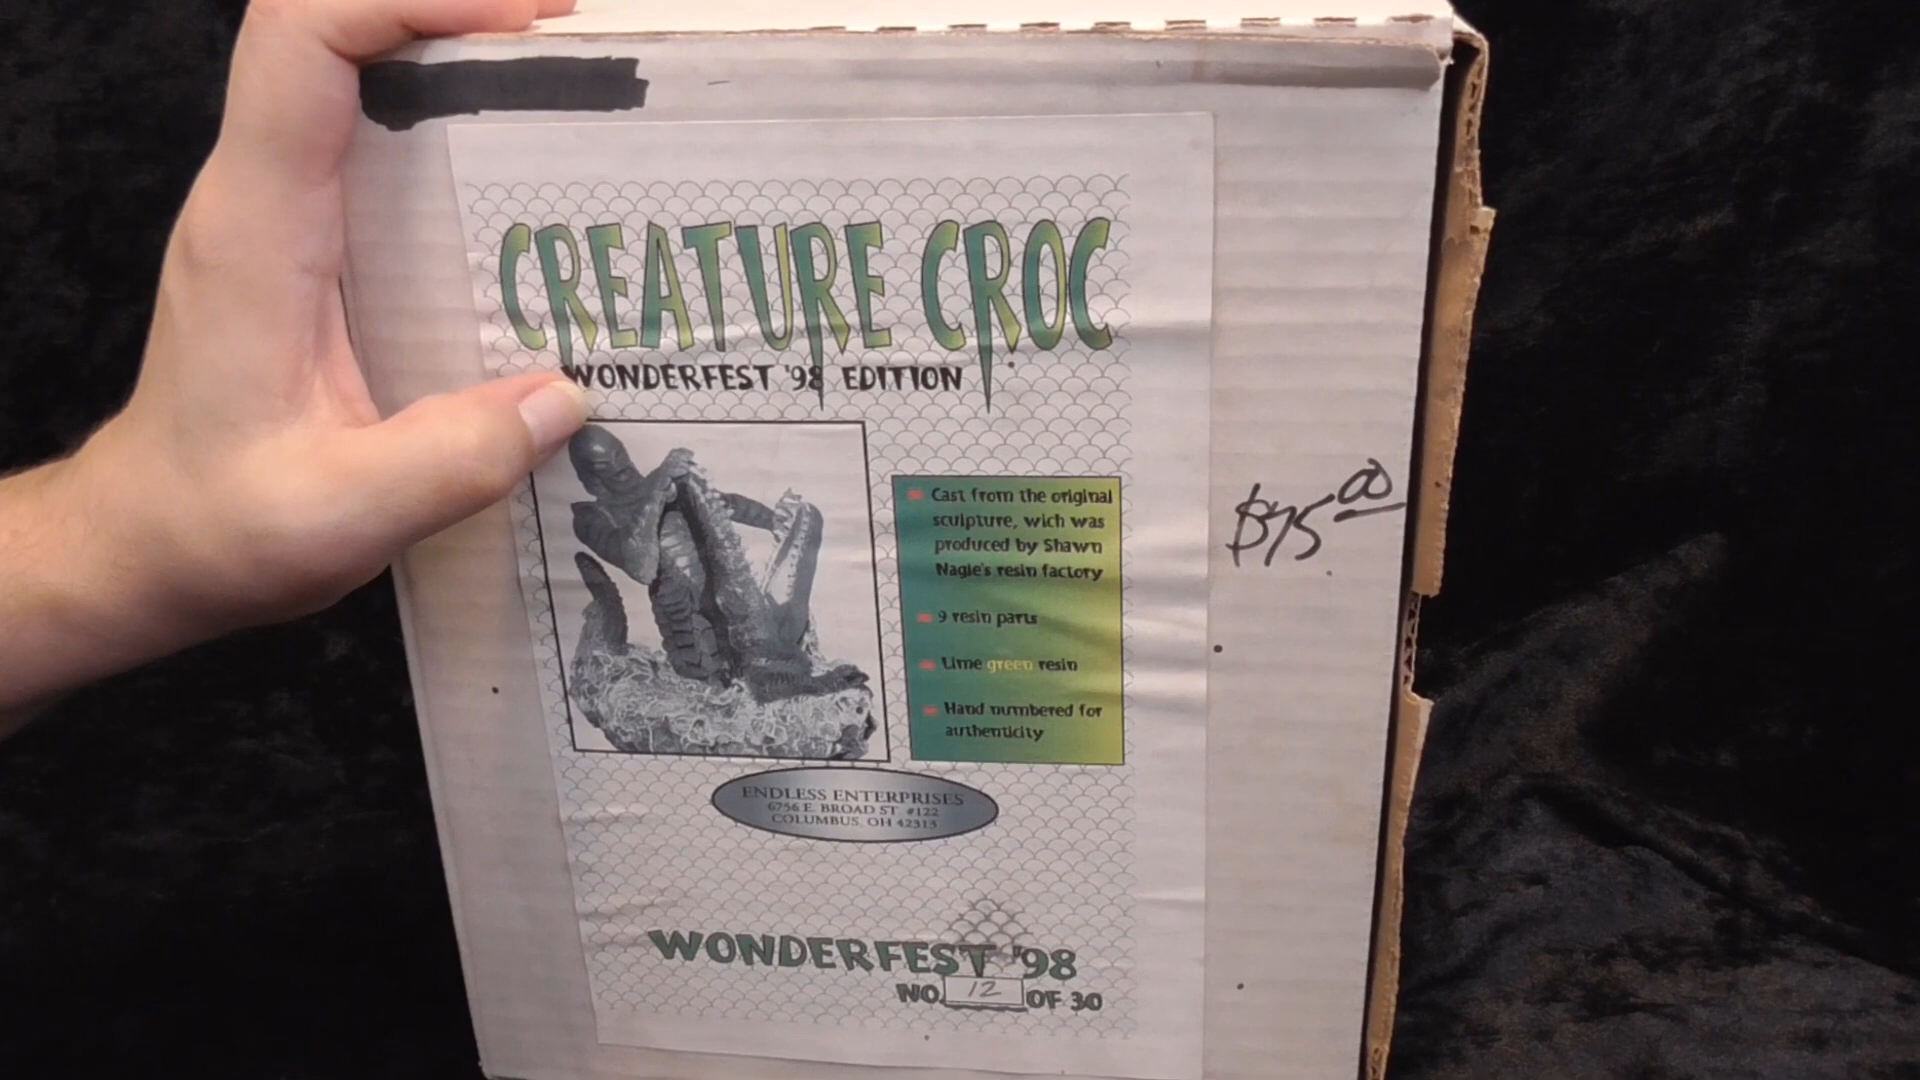 CREATURE CROC
WONDERFEST '98 EDITION
Cast from the original
sculpture, wich was
produced by Shawn
Nagle's resin factory
9 resin parts
Lime green resin
Hand numbered for
authenticity
$75.00
ENDLESS ENTERPRISES
6756 E. BROAD ST #122
COLUMBUS, OH 42313
WONDERFEST '98
NO. 12 OF 30